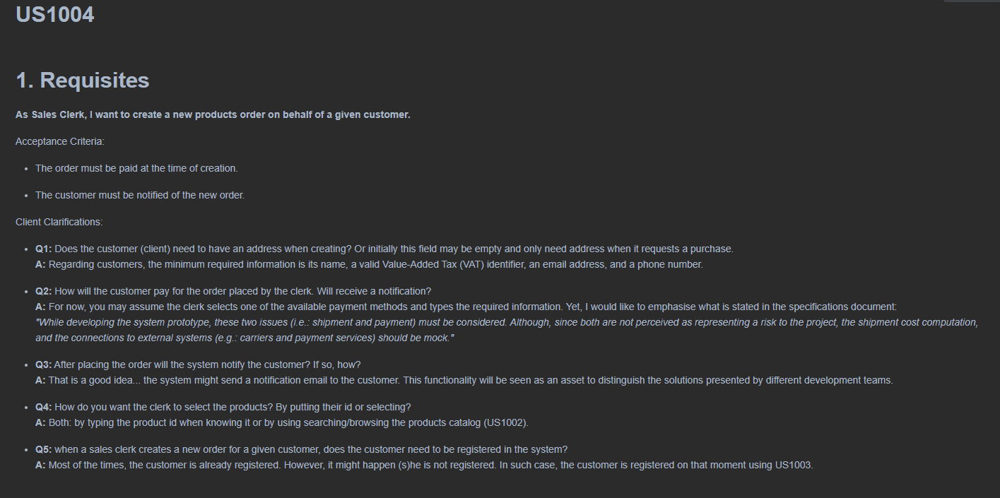 US1004
1. Requisites
As Sales Clerk, I want to create a new products order on behalf of a given customer.
Acceptance Criteria:
• The order must be paid at the time of creation.
• The customer must be notified of the new order.
Client Clarifications:
• Q1: Does the customer (client) need to have an address when creating? Or initially this field may be empty and only need address when it requests a purchase.
A: Regarding customers, the minimum required information is its name, a valid Value-Added Tax (VAT) identifier, an email address, and a phone number.
• Q2: How will the customer pay for the order placed by the clerk. Will receive a notification?
A: For now, you may assume the clerk selects one of the available payment methods and types the required information. Yet, I would like to emphasise what is stated in the specifications document:
"While developing the system prototype, these two issues (i.e.: shipment and payment) must be considered. Although, since both are not perceived as representing a risk to the project, the shipment cost computation,
and the connections to external systems (e.g.: carriers and payment services) should be mock."
• Q3: After placing the order will the system notify the customer? If so, how?
A: That is a good idea... the system might send a notification email to the customer. This functionality will be seen as an asset to distinguish the solutions presented by different development teams.
• Q4: How do you want the clerk to select the products? By putting their id or selecting?
A: Both: by typing the product id when knowing it or by using searching/browsing the products catalog (US1002).
• Q5: when a sales clerk creates a new order for a given customer, does the customer need to be registered in the system?
A: Most of the times, the customer is already registered. However, it might happen (s)he is not registered. In such case, the customer is registered on that moment using US1003.